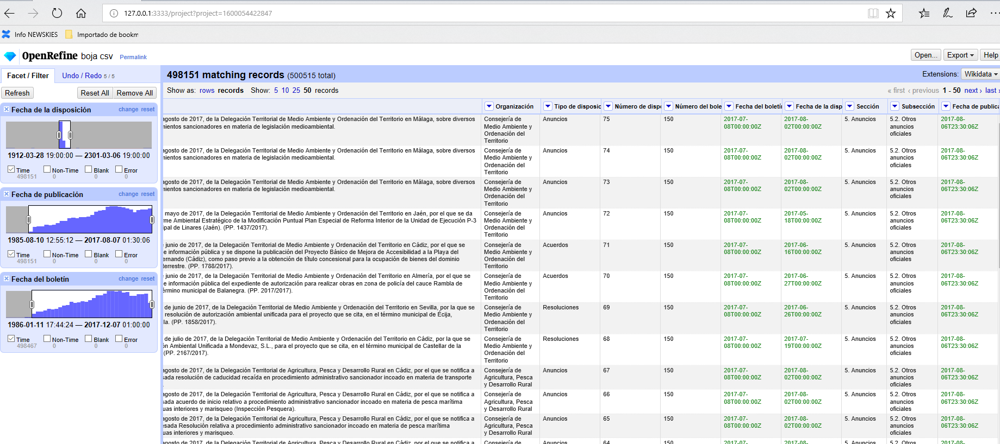 127.0.0.1:3333/project?project=1600054422847
Info NEWSKIES Importado de bookm
OpenRefine boja csv Permalink
Open... Export Help
Facet / Filter Undo / Redo 5 / 5
498151 matching records (500515 total)
Extensions: Wikidata
Refresh Reset All Remove All
Show as: rows records Show: 5 10 25 50 records
« first ‹ previous 1 - 50 next › last ›
Fecha de la disposición change reset
1912-03-28 19:00:00 — 2301-03-06 19:00:00
Time Non-Time Blank Error
498151 0 0 0
Fecha de publicación change reset
1985-08-10 12:55:12 — 2017-08-07 01:30:06
Time Non-Time Blank Error
498151 0 0 0
Fecha del boletín change reset
1986-01-11 17:44:24 — 2017-12-07 01:00:00
Time Non-Time Blank Error
498467 0 0 0
Organización Tipo de disposic Número de dispo Número del bole Fecha del boletín Fecha de la disp Sección Subsección Fecha de publica
agosto de 2017, de la Delegación Territorial de Medio Ambiente y Ordenación del Territorio en Málaga, sobre diversos
mientos sancionadores en materia de legislación medioambiental.
Consejería de
Medio Ambiente y
Ordenación del
Territorio
Anuncios
75
150
2017-07-
08T00:00:00Z
2017-08-
02T00:00:00Z
5. Anuncios
5.2. Otros
anuncios
oficiales
2017-08-
06T23:30:06Z
agosto de 2017, de la Delegación Territorial de Medio Ambiente y Ordenación del Territorio en Málaga, sobre diversos
mientos sancionadores en materia de legislación medioambiental.
Consejería de
Medio Ambiente y
Ordenación del
Territorio
Anuncios
74
150
2017-07-
08T00:00:00Z
2017-08-
02T00:00:00Z
5. Anuncios
5.2. Otros
anuncios
oficiales
2017-08-
06T23:30:06Z
agosto de 2017, de la Delegación Territorial de Medio Ambiente y Ordenación del Territorio en Málaga, sobre diversos
mientos sancionadores en materia de legislación medioambiental.
Consejería de
Medio Ambiente y
Ordenación del
Territorio
Anuncios
73
150
2017-07-
08T00:00:00Z
2017-08-
02T00:00:00Z
5. Anuncios
5.2. Otros
anuncios
oficiales
2017-08-
06T23:30:06Z
mayo de 2017, de la Delegación Territorial de Medio Ambiente y Ordenación del Territorio en Jaén, por el que se da
me Ambiental Estratégico de la Modificación Puntual Plan Especial de Reforma Interior de la Unidad de Ejecución P-3
ipal de Linares (Jaén). (PP. 1437/2017).
Consejería de
Medio Ambiente y
Ordenación del
Territorio
Anuncios
72
150
2017-07-
08T00:00:00Z
2017-05-
18T00:00:00Z
5. Anuncios
5.2. Otros
anuncios
oficiales
2017-08-
06T23:30:06Z
junio de 2017, de la Delegación Territorial de Medio Ambiente y Ordenación del Territorio en Cádiz, por el que se
e información pública y se dispone la publicación del Proyecto Básico de Mejora de Accesibilidad a la Playa del
ernando (Cádiz), como paso previo a la obtención de título concesional para la ocupación de bienes del dominio
terrestre. (PP. 1788/2017).
Consejería de
Medio Ambiente y
Ordenación del
Territorio
Acuerdos
71
150
2017-07-
08T00:00:00Z
2017-06-
16T00:00:00Z
5. Anuncios
5.2. Otros
anuncios
oficiales
2017-08-
06T23:30:06Z
junio de 2017, de la Delegación Territorial de Medio Ambiente y Ordenación del Territorio en Almería, por el que se
e información pública del expediente de autorización para realizar obras en zona de policía del cauce Rambla de
érmino municipal de Balanegra. (PP. 2017/2017).
Consejería de
Medio Ambiente y
Ordenación del
Territorio
Acuerdos
70
150
2017-07-
08T00:00:00Z
2017-06-
27T00:00:00Z
5. Anuncios
5.2. Otros
anuncios
oficiales
2017-08-
06T23:30:06Z
de junio de 2017, de la Delegación Territorial de Medio Ambiente y Ordenación del Territorio en Sevilla, por la que se
resolución de autorización ambiental unificada para el proyecto que se cita, en el término municipal de Écija,
la. (PP. 1858/2017).
Consejería de
Medio Ambiente y
Ordenación del
Territorio
Resoluciones
69
150
2017-07-
08T00:00:00Z
2017-06-
26T00:00:00Z
5. Anuncios
5.2. Otros
anuncios
oficiales
2017-08-
06T23:30:06Z
de julio de 2017, de la Delegación Territorial de Medio Ambiente y Ordenación del Territorio en Cádiz, por la que se
ón Ambiental Unificada a Mondevaz, S.L., para el proyecto que se cita, en el término municipal de Castellar de la
(PP. 2167/2017).
Consejería de
Medio Ambiente y
Ordenación del
Territorio
Resoluciones
68
150
2017-07-
08T00:00:00Z
2017-07-
19T00:00:00Z
5. Anuncios
5.2. Otros
anuncios
oficiales
2017-08-
06T23:30:06Z
agosto de 2017, de la Delegación Territorial de Agricultura, Pesca y Desarrollo Rural en Cádiz, por el que se notifica a
sada resolución de caducidad recaída en procedimiento administrativo sancionador incoado en materia de transporte
Consejería de
Agricultura, Pesca
y Desarrollo Rural
Anuncios
67
150
2017-07-
08T00:00:00Z
2017-08-
02T00:00:00Z
5. Anuncios
5.2. Otros
anuncios
oficiales
2017-08-
06T23:30:06Z
agosto de 2017, de la Delegación Territorial de Agricultura, Pesca y Desarrollo Rural en Cádiz, por el que se notifica a
sada acuerdo de inicio relativo a procedimiento administrativo sancionador incoado en materia de pesca marítima
uas interiores y marisqueo (Inspección Pesquera).
Consejería de
Agricultura, Pesca
y Desarrollo Rural
Anuncios
66
150
2017-07-
08T00:00:00Z
2017-08-
02T00:00:00Z
5. Anuncios
5.2. Otros
anuncios
oficiales
2017-08-
06T23:30:06Z
agosto de 2017, de la Delegación Territorial de Agricultura, Pesca y Desarrollo Rural en Cádiz, por el que se notifica a
esada Resolución relativa a procedimiento administrativo sancionador incoado en materia de pesca marítima
uas interiores y marisqueo.
Consejería de
Agricultura, Pesca
y Desarrollo Rural
Anuncios
65
150
2017-07-
08T00:00:00Z
2017-08-
02T00:00:00Z
5. Anuncios
5.2. Otros
anuncios
oficiales
2017-08-
06T23:30:06Z
agosto de 2017, de la Delegación Territorial de Agricultura, Pesca y Desarrollo Rural en Cádiz, por el que se notifica a
Consejería de
Anuncios
64
150
2017-07-
2017-08-
5. Anuncios
5.2. Otros
2017-08-